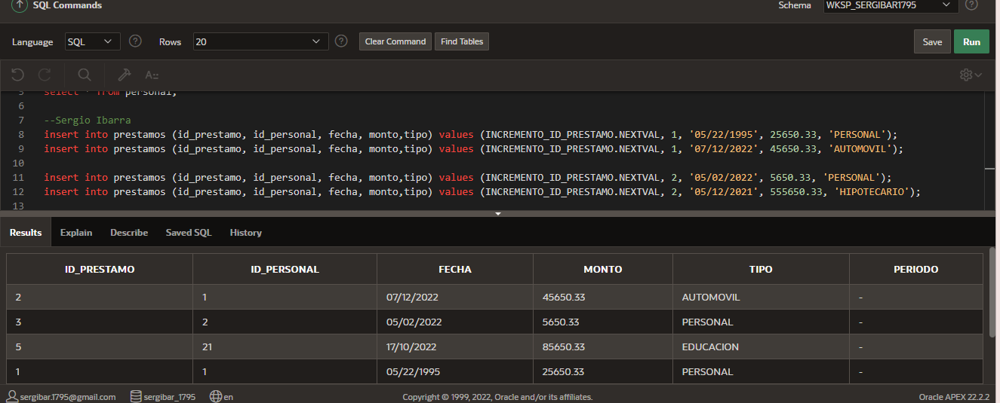 SQL Commands Schema WKSP_SERGIBAR1795 ?
Language SQL ? Rows 20 ? Clear Command Find Tables Save Run
A::
5 select * from personal;
6
7 --Sergio Ibarra
8 insert into prestamos (id_prestamo, id_personal, fecha, monto,tipo) values (INCREMENTO_ID_PRESTAMO.NEXTVAL, 1, '05/22/1995', 25650.33, 'PERSONAL');
9 insert into prestamos (id_prestamo, id_personal, fecha, monto,tipo) values (INCREMENTO_ID_PRESTAMO.NEXTVAL, 1, '07/12/2022', 45650.33, 'AUTOMOVIL');
10
11 insert into prestamos (id_prestamo, id_personal, fecha, monto,tipo) values (INCREMENTO_ID_PRESTAMO.NEXTVAL, 2, '05/02/2022', 5650.33, 'PERSONAL');
12 insert into prestamos (id_prestamo, id_personal, fecha, monto,tipo) values (INCREMENTO_ID_PRESTAMO.NEXTVAL, 2, '05/12/2021', 555650.33, 'HIPOTECARIO');
13
Results Explain Describe Saved SQL History
ID_PRESTAMO ID_PERSONAL FECHA MONTO TIPO PERIODO
2 1 07/12/2022 45650.33 AUTOMOVIL -
3 2 05/02/2022 5650.33 PERSONAL -
5 21 17/10/2022 85650.33 EDUCACION -
1 1 05/22/1995 25650.33 PERSONAL -
sergibar.1795@gmail.com sergibar_1795 en Copyright © 1999, 2022, Oracle and/or its affiliates. Oracle APEX 22.2.2